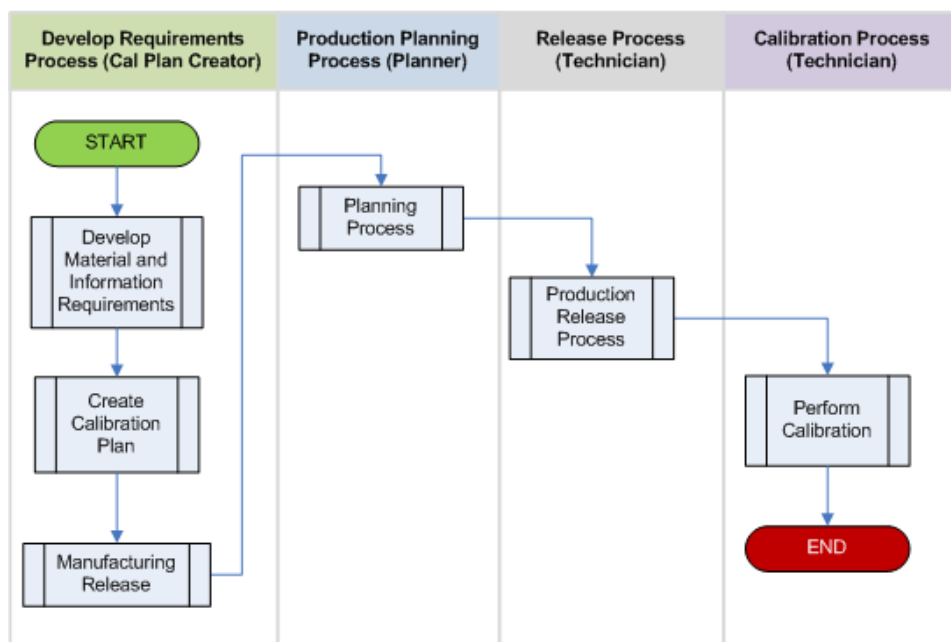 Develop Requirements
Process (Cal Plan Creator)
Production Planning
Process (Planner)
Release Process
(Technician)
Calibration Process
(Technician)
START
Develop
Material and
Information
Requirements
Create
Calibration
Plan
Manufacturing
Release
Planning
Process
Production
Release
Process
Perform
Calibration
END